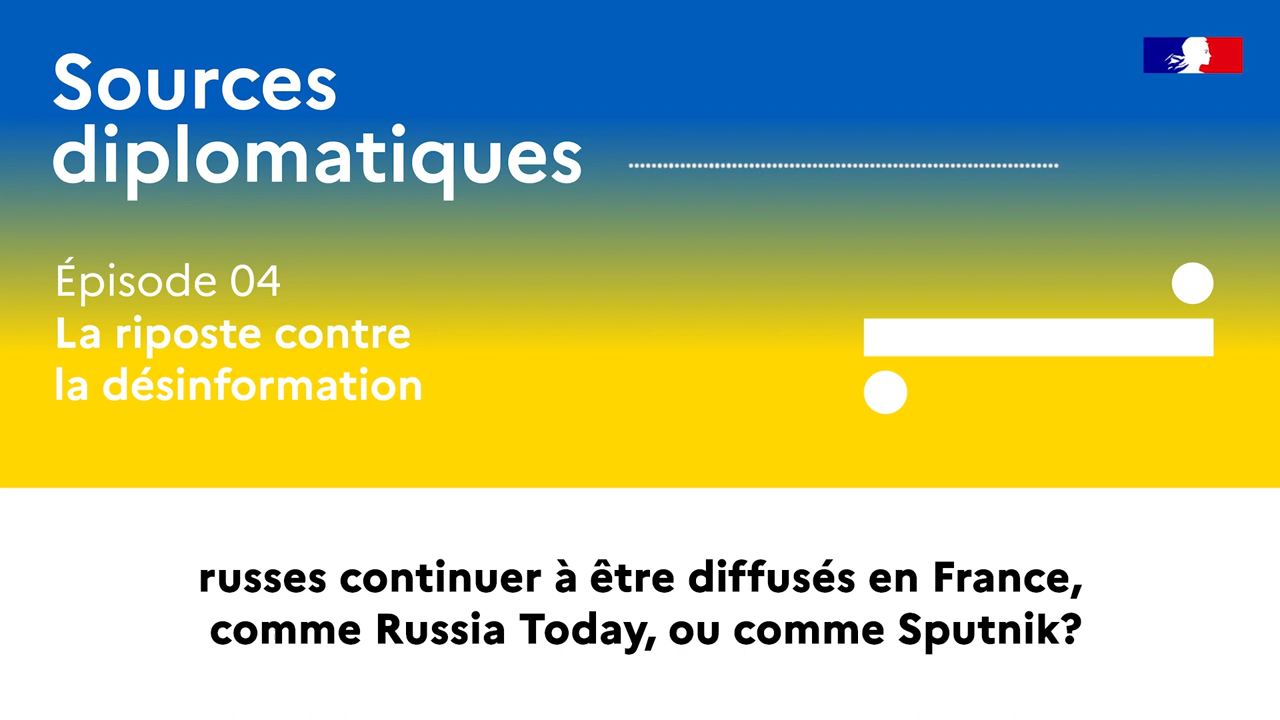 Sources
diplomatiques
Épisode 04
La riposte contre
la désinformation
russes continuer à être diffusés en France,
comme Russia Today, ou comme Sputnik?